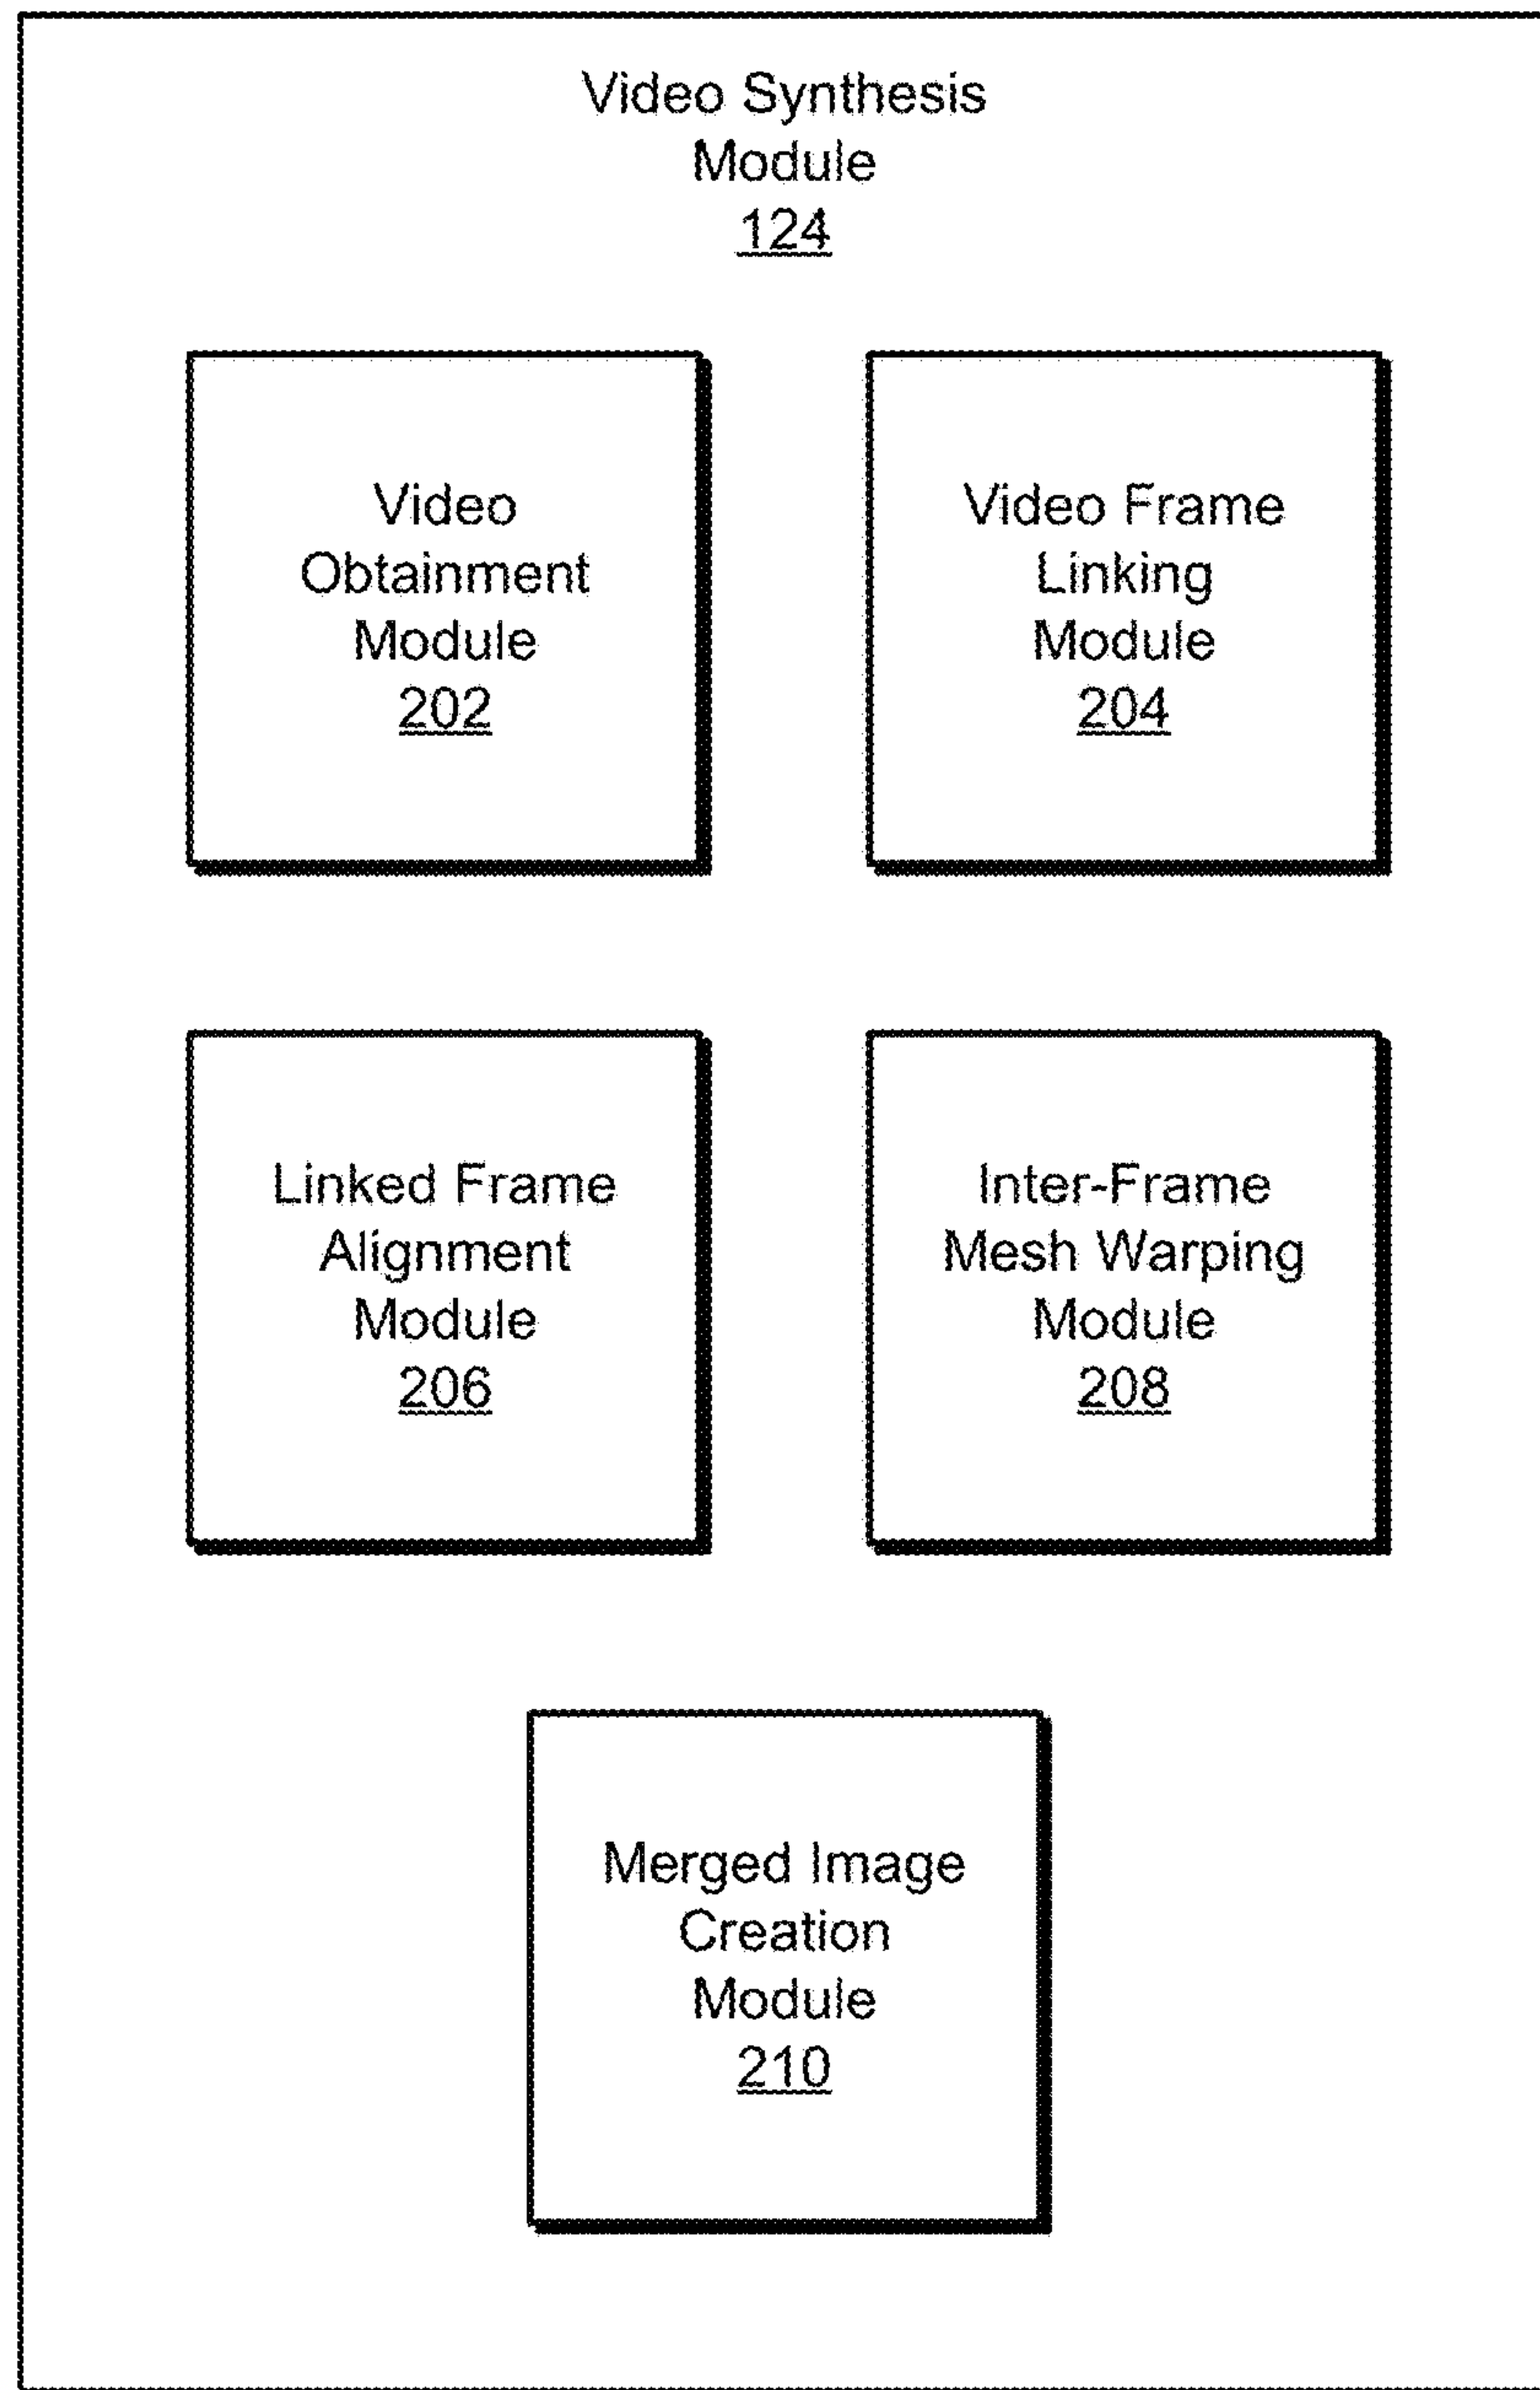 Video Synthesis
Module
124
Video
Obtainment
Module
202
Video Frame
Linking
Module
204
Linked Frame
Alignment
Module
206
Inter-Frame
Mesh Warping
Module
208
Merged Image
Creation
Module
210